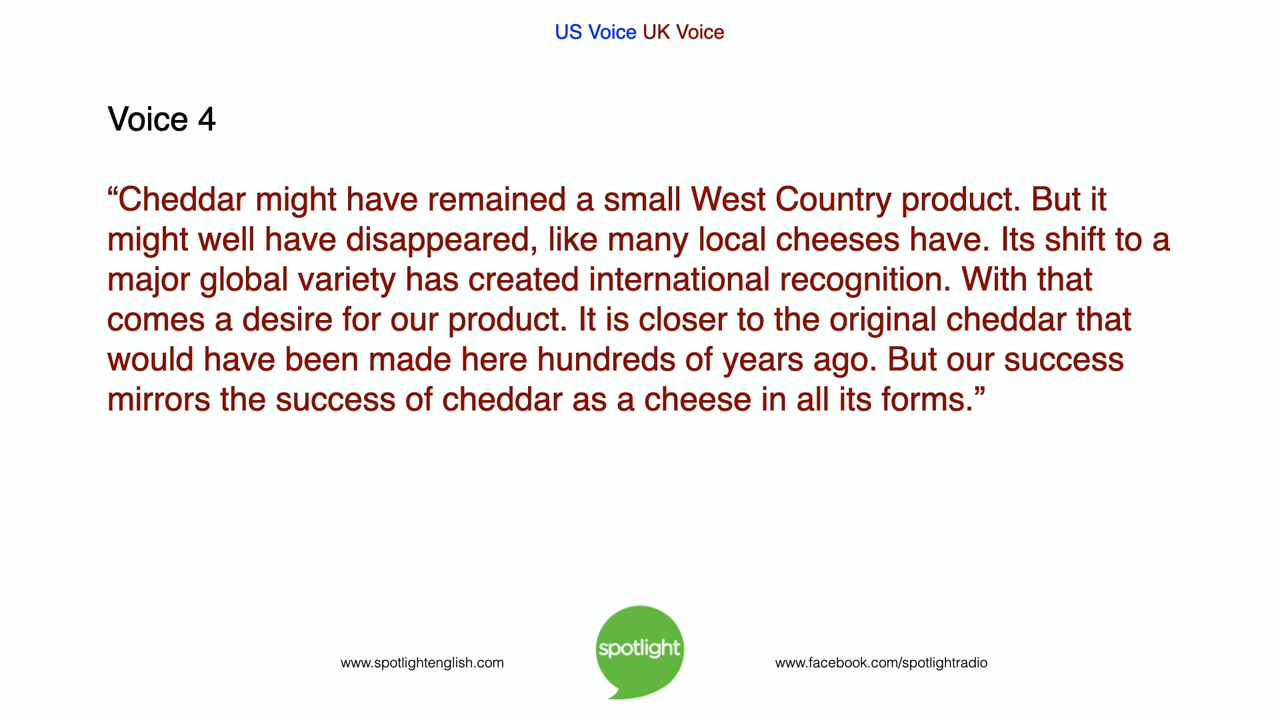 US Voice UK Voice
Voice 4
“Cheddar might have remained a small West Country product. But it
might well have disappeared, like many local cheeses have. Its shift to a
major global variety has created international recognition. With that
comes a desire for our product. It is closer to the original cheddar that
would have been made here hundreds of years ago. But our success
mirrors the success of cheddar as a cheese in all its forms.”
spotlight
www.spotlightenglish.com
www.facebook.com/spotlightradio